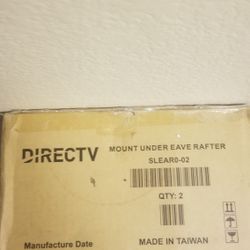 DIRECTV
MOUNT UNDER EAVE RAFTER
SLEAR0-02
QTY: 2
Manufacture Date
MADE IN TAIWAN